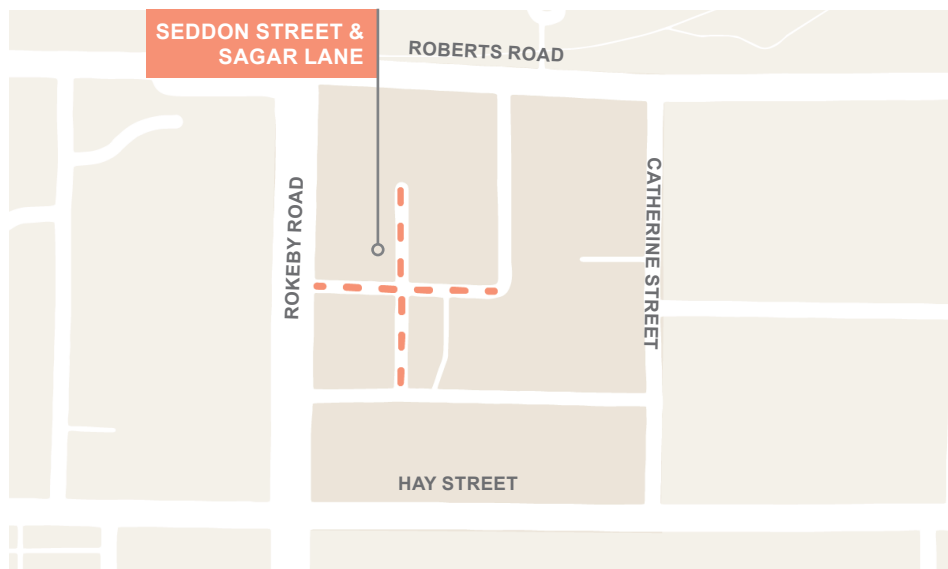 SEDDON STREET &
SAGAR LANE
ROBERTS ROAD
ROKEBY ROAD
CATHERINE STREET
HAY STREET